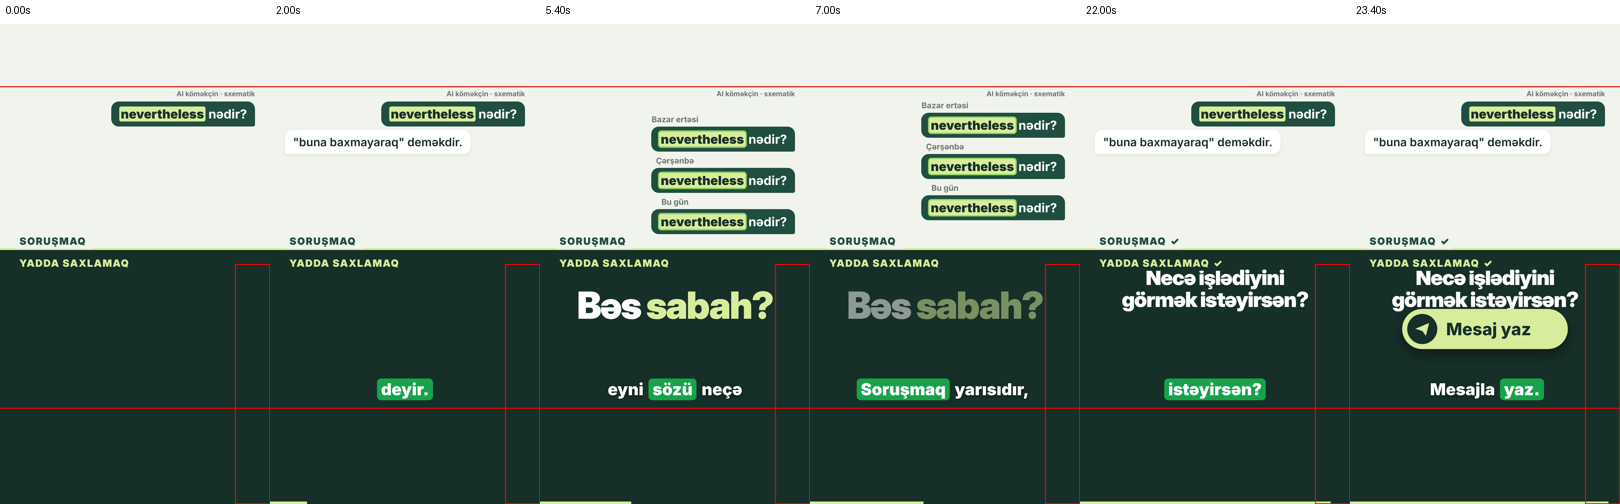 0.00s
2.00s
5.40s
7.00s
22.00s
23.40s
AI köməkçin · sxematik
nevertheless nədir?
SORUŞMAQ
YADDA SAXLAMAQ
AI köməkçin · sxematik
nevertheless nədir?
"buna baxmayaraq" deməkdir.
SORUŞMAQ
YADDA SAXLAMAQ
deyir.
AI köməkçin · sxematik
Bazar ertəsi
nevertheless nədir?
Çərşənbə
nevertheless nədir?
Bu gün
nevertheless nədir?
SORUŞMAQ
YADDA SAXLAMAQ
Bəs sabah?
eyni sözü neçə
AI köməkçin · sxematik
Bazar ertəsi
nevertheless nədir?
Çərşənbə
nevertheless nədir?
Bu gün
nevertheless nədir?
SORUŞMAQ
YADDA SAXLAMAQ
Bəs sabah?
Soruşmaq yarısıdır,
AI köməkçin · sxematik
nevertheless nədir?
"buna baxmayaraq" deməkdir.
SORUŞMAQ ✓
YADDA SAXLAMAQ ✓
Necə işlədiyini
görmək istəyirsən?
istəyirsən?
AI köməkçin · sxematik
nevertheless nədir?
"buna baxmayaraq" deməkdir.
SORUŞMAQ ✓
YADDA SAXLAMAQ ✓
Necə işlədiyini
görmək istəyirsən?
Mesaj yaz
Mesajla yaz.